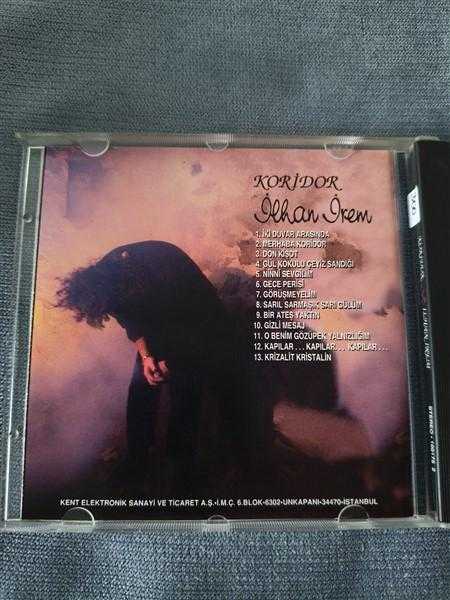 KORİDOR
İlhan İrem
1. İKİ DUVAR ARASINDA
2. MERHABA KORİDOR
3. DON KİŞOT
4. GÜL KOKULU ÇEYİZ SANDIĞI
5. NİNNİ SEVGİLİM
6. GECE PERİSİ
7. GÖRÜŞMEYELİM
8. SARIL SARMAŞIK SARI GÜLÜM
9. BİR ATEŞ YAKTIN
10. GİZLİ MESAJ
11. O BENİM GÖZÜPEK YALNIZLIĞIM
12. KAPILAR . . . KAPILAR. . . KAPILAR . . .
13. KRİZALİT KRİSTALİN
KENT ELEKTRONİK SANAYİ VE TİCARET A.Ş.•İ.M.Ç. 6.BLOK-6302-UNKAPANI-34470-İSTANBUL
STEREO